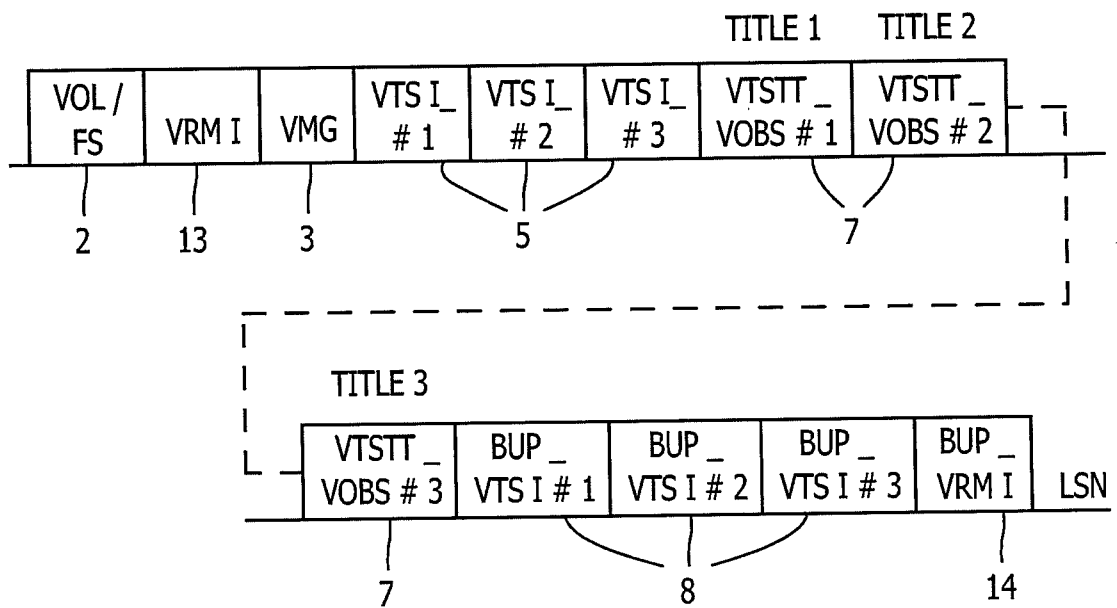 TITLE 1 TITLE 2
VOL / VTS I_ VTS I_ VTS I_ VTSTT _ VTSTT _
FS VRM I VMG # 1 # 2 # 3 VOBS # 1 VOBS # 2
2 13 3 5 7
TITLE 3
VTSTT _ BUP _ BUP _ BUP _ BUP _
VOBS # 3 VTS I # 1 VTS I # 2 VTS I # 3 VRM I LSN
7 8 14